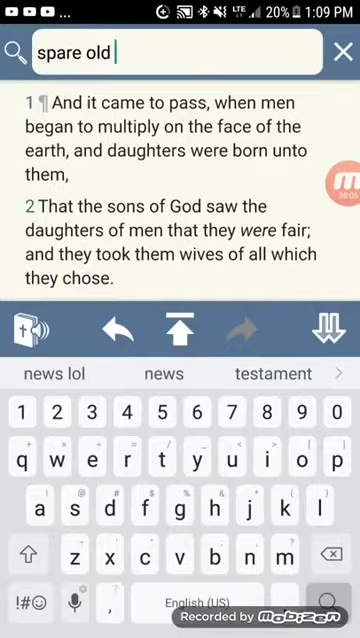 LTE 20% 1:09 PM
spare old
1 ¶ And it came to pass, when men
began to multiply on the face of the
earth, and daughters were born unto
them,
35:05
2 That the sons of God saw the
daughters of men that they were fair;
and they took them wives of all which
they chose.
news lol news testament
1 2 3 4 5 6 7 8 9 0
q w e r t y u i o p
a s d f g h j k l
z x c v b n m
!#☺ , English (US) .
Recorded by MOBIZEN